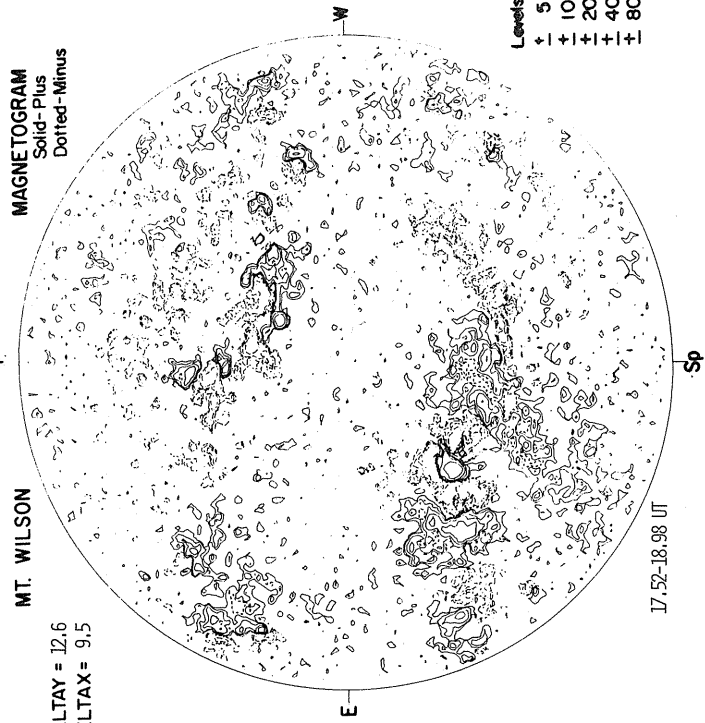 MT. WILSON
MAGNETOGRAM
Solid-Plus
Dotted-Minus
LTAY = 12.6
LTAX = 9.5
W
E
Sp
Levels
± 5
± 10
± 20
± 40
± 80
17.52-18.98 UT